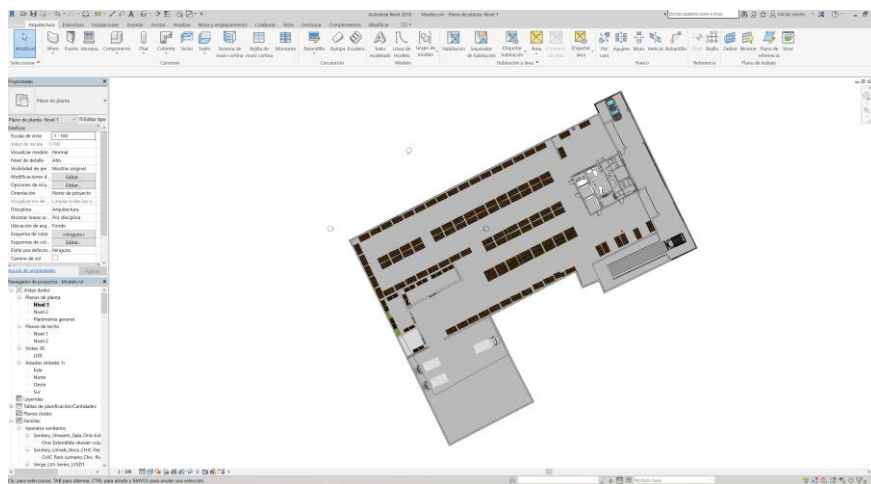 Autodesk Revit 2018 - Modelo.rvt - Plano de planta: Nivel 1
Escriba palabra clave o frase
Iniciar sesión
Arquitectura Estructura Instalaciones Insertar Anotar Analizar Masa y emplazamiento Colaborar Vista Gestionar Complementos Modificar
Modificar Muro Puerta Ventana Componente Pilar Cubierta Techo Suelo Sistema de muro cortina Rejilla de muro cortina Montante Barandilla Rampa Escalera Texto modelado Línea de modelo Grupo de modelo Habitación Separador de habitación Etiquetar habitación Área Etiquetar área Por cara Agujero Muro Vertical Buhardilla Nivel Rejilla Definir Mostrar Plano de referencia Visor
Seleccionar Construir Circulación Modelo Habitación y área Hueco Referencia Plano de trabajo
Propiedades
Plano de planta
Plano de planta: Nivel 1 Editar tipo
Gráficos
Escala de vista 1 : 100
Valor de escala 1: 100
Visualizar modelo Normal
Nivel de detalle Alto
Visibilidad de pie... Mostrar original
Modificaciones d... Editar...
Opciones de visu... Editar...
Orientación Norte de proyecto
Disciplina Arquitectura
Mostrar líneas oc... Por disciplina
Ubicación de esq... Fondo
Esquema de color <ninguno>
Esquemas de col... Editar...
Estilo por defecto... Ninguno
Camino de sol
Ayuda de propiedades Aplicar
Navegador de proyectos - Modelo.rvt
Vistas (todo)
Planos de planta
Nivel 1
Nivel 2
Planimetría general
Planos de techo
Nivel 1
Nivel 2
Vistas 3D
{3D}
Alzados (Alzado 1)
Este
Norte
Oeste
Sur
Leyendas
Tablas de planificación/Cantidades
Planos (todo)
Familias
Aparatos sanitarios
1 : 100
Clic para seleccionar, TAB para alternar, CTRL para añadir y MAYÚS para anular una selección.
Modelo base